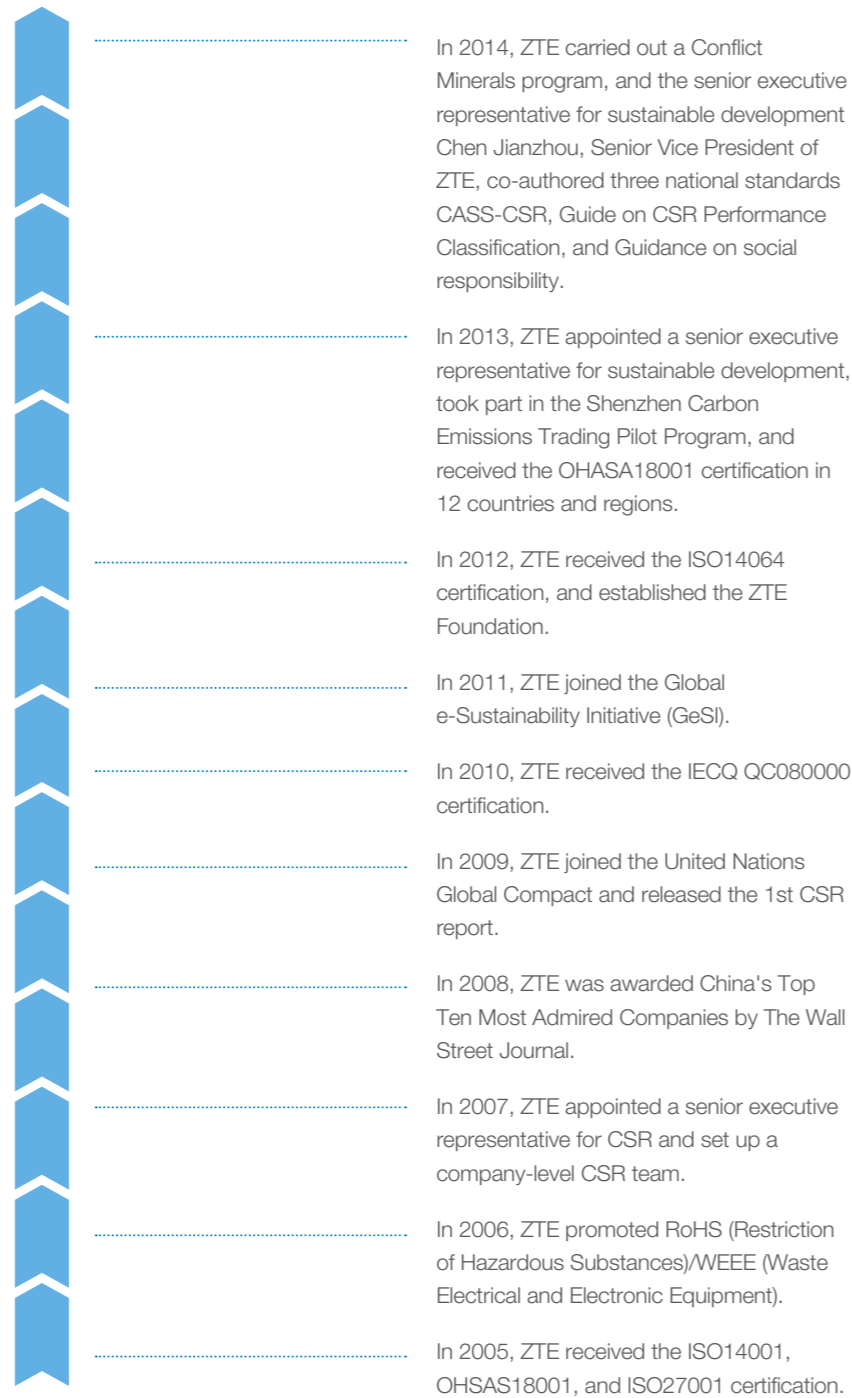 In 2014, ZTE carried out a Conflict
Minerals program, and the senior executive
representative for sustainable development
Chen Jianzhou, Senior Vice President of
ZTE, co-authored three national standards
CASS-CSR, Guide on CSR Performance
Classification, and Guidance on social
responsibility.
In 2013, ZTE appointed a senior executive
representative for sustainable development,
took part in the Shenzhen Carbon
Emissions Trading Pilot Program, and
received the OHASA18001 certification in
12 countries and regions.
In 2012, ZTE received the ISO14064
certification, and established the ZTE
Foundation.
In 2011, ZTE joined the Global
e-Sustainability Initiative (GeSI).
In 2010, ZTE received the IECQ QC080000
certification.
In 2009, ZTE joined the United Nations
Global Compact and released the 1st CSR
report.
In 2008, ZTE was awarded China's Top
Ten Most Admired Companies by The Wall
Street Journal.
In 2007, ZTE appointed a senior executive
representative for CSR and set up a
company-level CSR team.
In 2006, ZTE promoted RoHS (Restriction
of Hazardous Substances)/WEEE (Waste
Electrical and Electronic Equipment).
In 2005, ZTE received the ISO14001,
OHSAS18001, and ISO27001 certification.